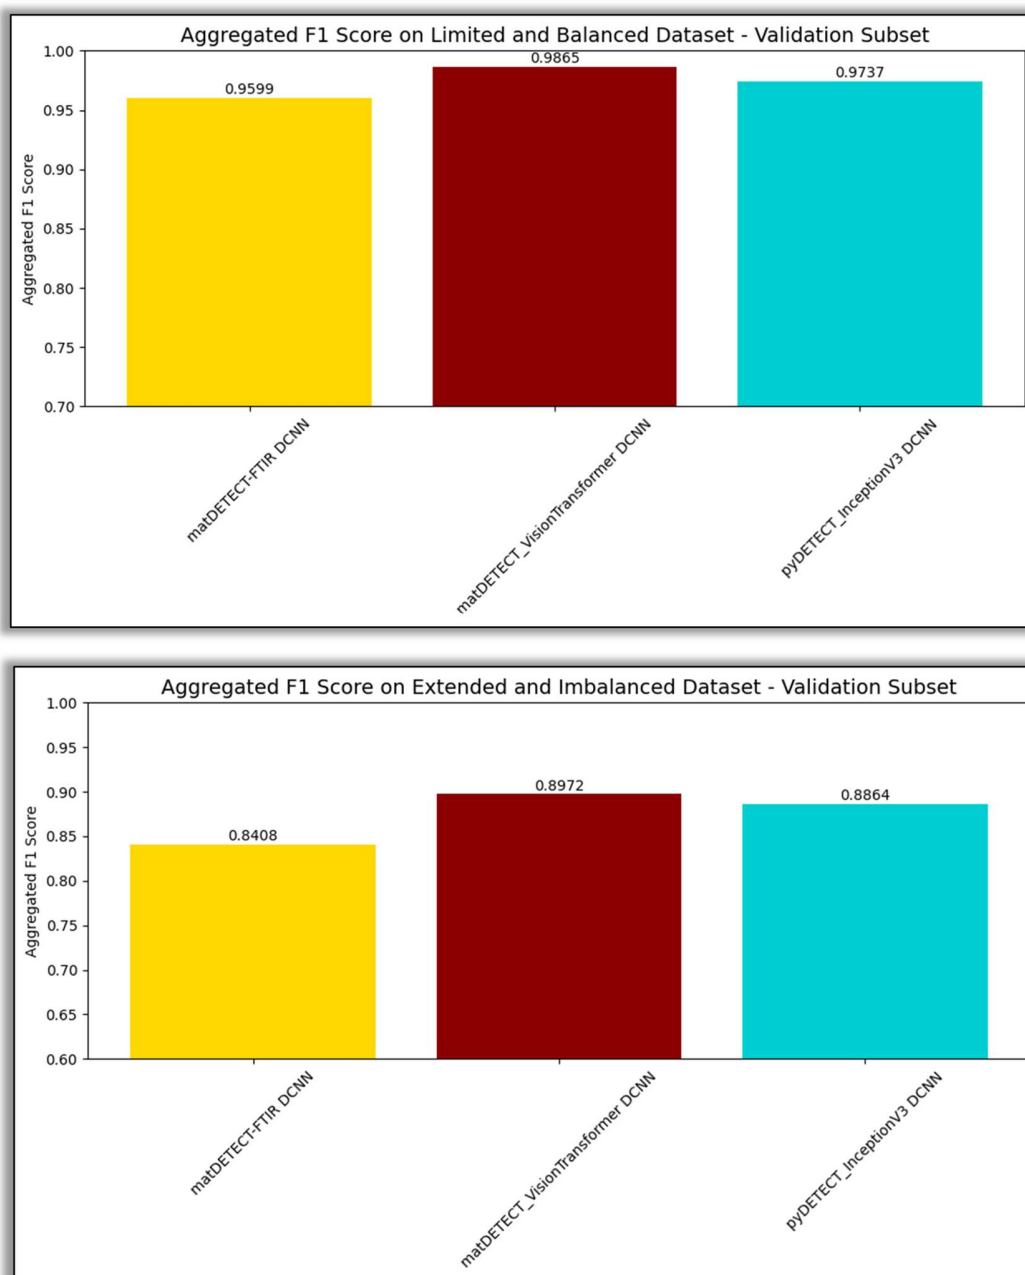 Aggregated F1 Score on Limited and Balanced Dataset - Validation Subset
Aggregated F1 Score
1.00
0.95
0.90
0.85
0.80
0.75
0.70
0.9599
0.9865
0.9737
matDETECT-FTIR DCNN
matDETECT_VisionTransformer DCNN
pyDETECT_InceptionV3 DCNN
Aggregated F1 Score on Extended and Imbalanced Dataset - Validation Subset
Aggregated F1 Score
1.00
0.95
0.90
0.85
0.80
0.75
0.70
0.65
0.60
0.8408
0.8972
0.8864
matDETECT-FTIR DCNN
matDETECT_VisionTransformer DCNN
pyDETECT_InceptionV3 DCNN